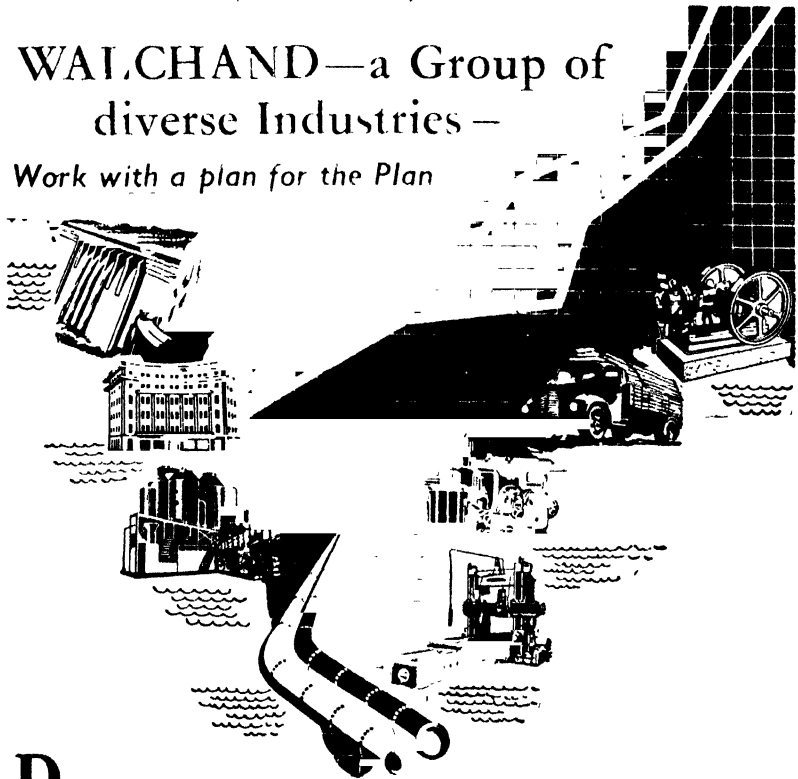 WALCHAND—a Group of
diverse Industries—
Work with a plan for the Plan
D